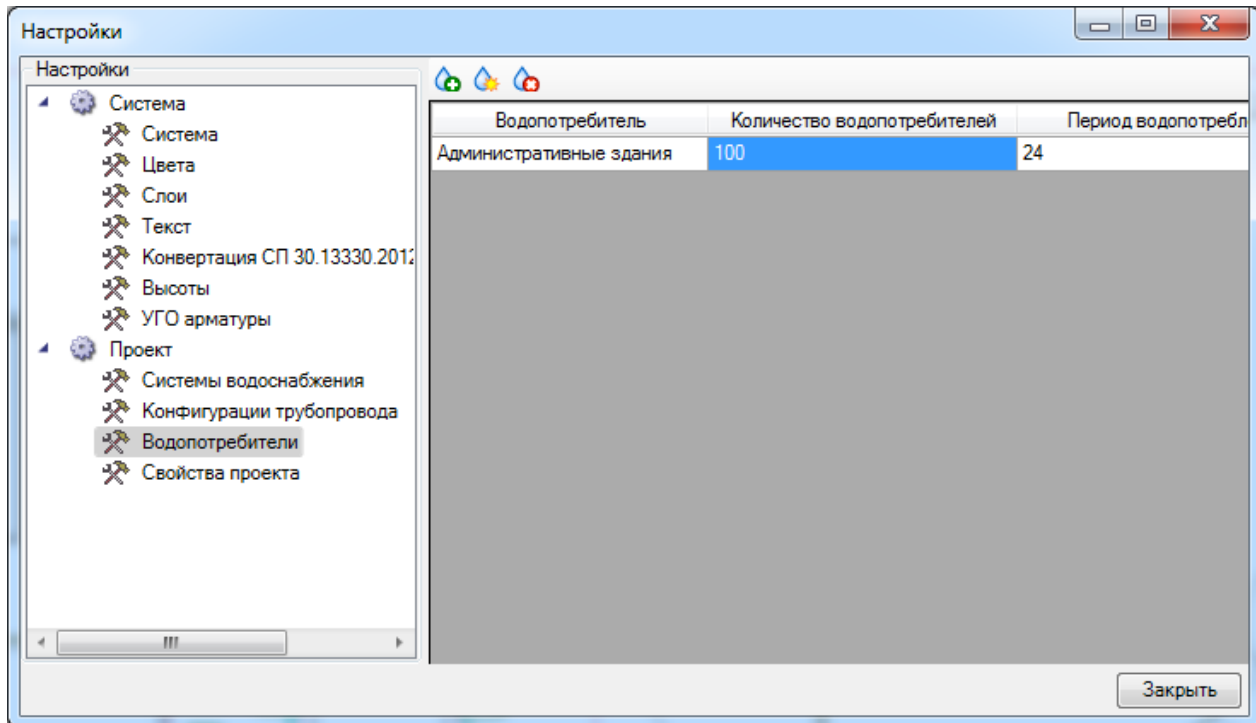 Настройки
Настройки
Система
Система
Цвета
Слои
Текст
Конвертация СП 30.13330.2012
Высоты
УГО арматуры
Проект
Системы водоснабжения
Конфигурации трубопровода
Водопотребители
Свойства проекта
Водопотребитель Количество водопотребителей Период водопотребл
Административные здания 100 24
Закрыть